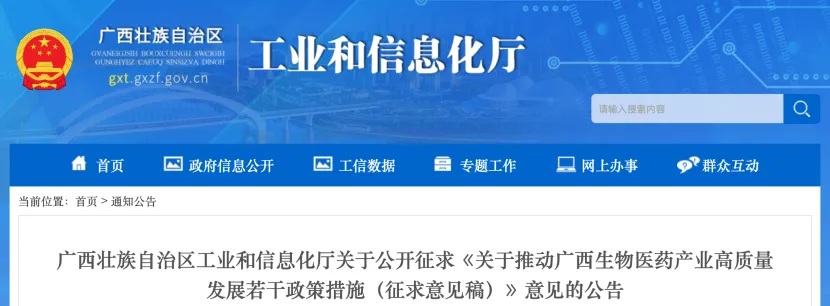 广西壮族自治区
GVANGJSIH BOUXCUENGH SWCIGIH
GUNGHYEZ CAEUQ SINSIZVA DINGH
gxt.gxzf.gov.cn
工业和信息化厅
请输入搜索内容
首页 政府信息公开 工信数据 专题工作 网上办事 群众互动
当前位置：首页 > 通知公告
广西壮族自治区工业和信息化厅关于公开征求《关于推动广西生物医药产业高质量
发展若干政策措施（征求意见稿）》意见的公告